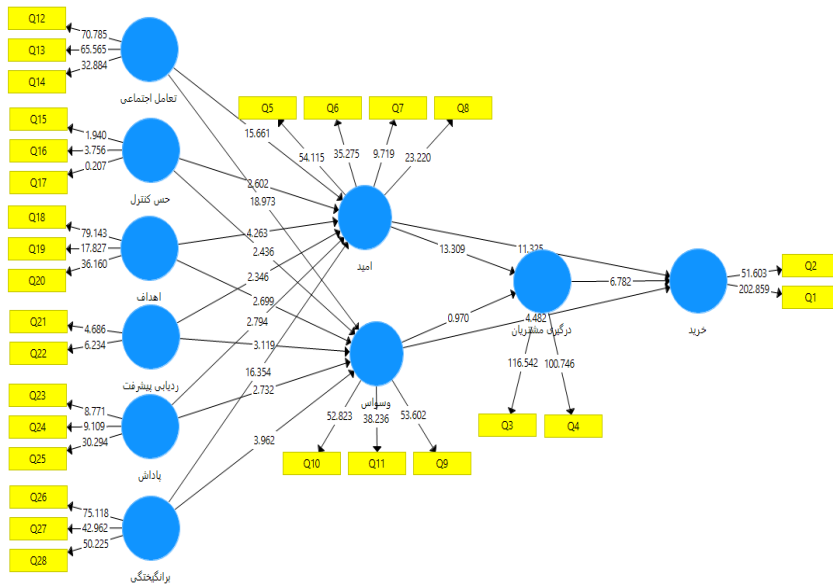 Q12
70.785
Q13
65.565
Q14
32.884
تعامل اجتماعی
Q15
1.940
Q16
3.756
Q17
0.207
حس کنترل
Q18
79.143
Q19
17.827
Q20
36.160
اهداف
Q21
4.686
Q22
6.234
ردیابی پیشرفت
Q23
8.771
Q24
9.109
Q25
30.294
پاداش
Q26
75.118
Q27
42.962
Q28
50.225
برانگیختگی
15.661
2.602
18.973
4.263
2.436
2.346
2.699
2.794
3.119
16.354
2.732
3.962
Q5
Q6
Q7
Q8
54.115
35.275
9.719
23.220
امید
وسواس
52.823
38.236
53.602
Q10
Q11
Q9
13.309
11.325
0.970
4.482
6.782
درگیری مشتریان
116.542
100.746
Q3
Q4
خرید
51.603
Q2
202.859
Q1